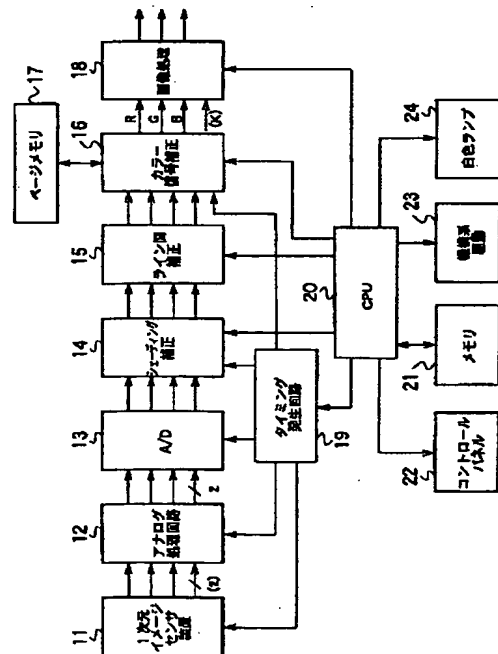 11
1次元
イメージ
センサ
装置
(2)
12
アナログ
処理回路
2
13
A/D
14
シェーディング
補正
15
ライン間
補正
16
カラー
信号補正
17
ページメモリ
R
G
B
(K)
18
画像処理
19
タイミング
発生回路
20
CPU
21
メモリ
22
コントロール
パネル
23
機構系
駆動
24
白色ランプ